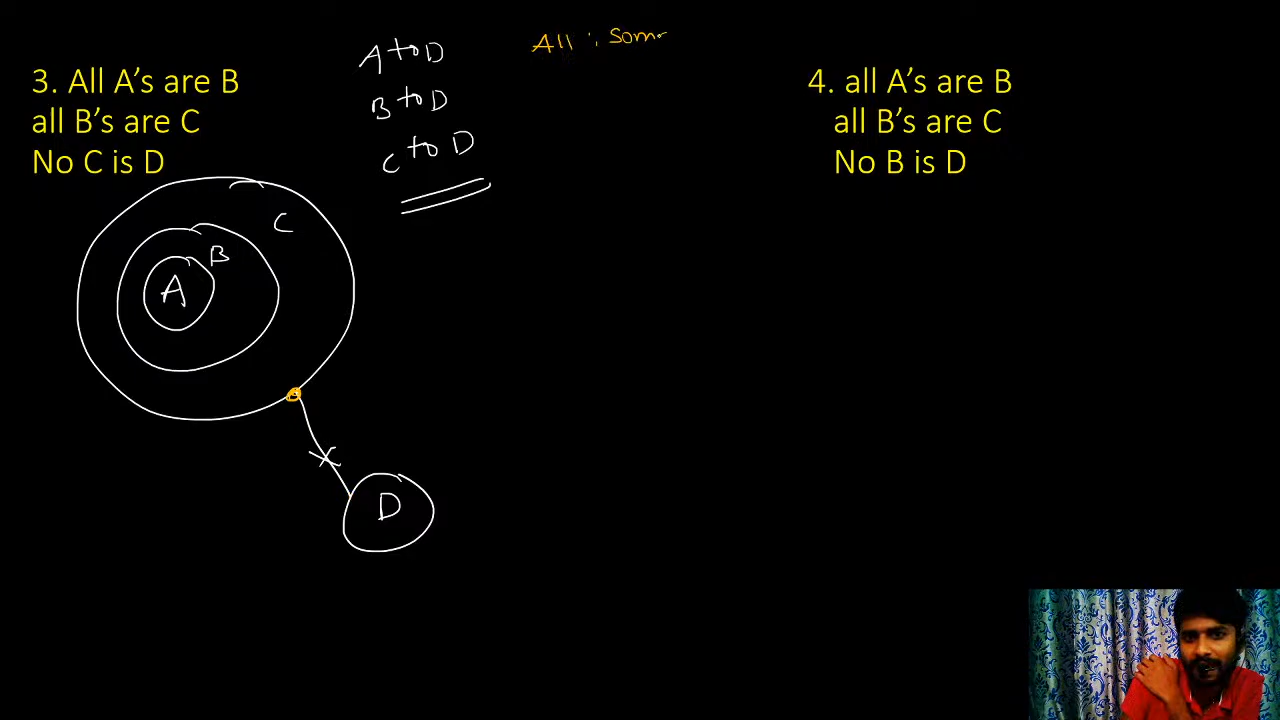 3. All A’s are B
all B’s are C
No C is D
A to D
B to D
C to D
All : Some
4. all A’s are B
all B’s are C
No B is D
C
B
A
D